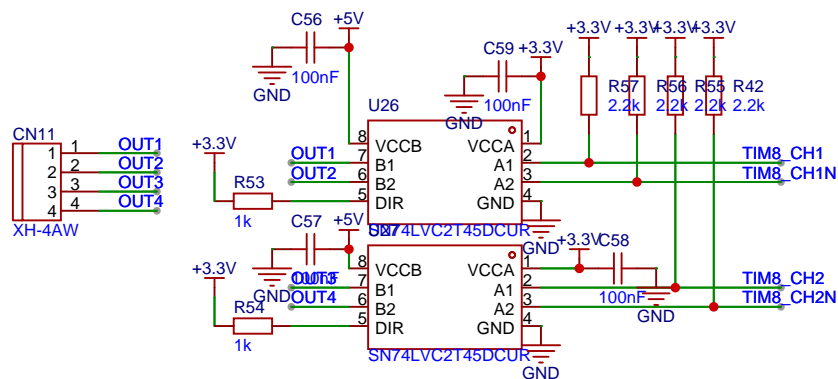 C56
+5V
100nF
GND
C59
+3.3V
100nF
GND
+3.3V
+3.3V
+3.3V
+3.3V
R57
2.2k
R56
2.2k
R55
2.2k
R42
2.2k
CN11
1
2
3
4
1
2
3
4
OUT1
OUT2
OUT3
OUT4
XH-4AW
U26
OUT1
OUT2
+3.3V
R53
1k
8
7
6
5
VCCB
B1
B2
DIR
VCCA
A1
A2
GND
1
2
3
4
SN74LVC2T45DCUR
GND
TIM8_CH1
TIM8_CH1N
C57
+5V
100nF
GND
U27
+3.3V
C58
100nF
GND
OUT3
OUT4
+3.3V
R54
1k
8
7
6
5
VCCB
B1
B2
DIR
VCCA
A1
A2
GND
1
2
3
4
SN74LVC2T45DCUR
GND
TIM8_CH2
TIM8_CH2N